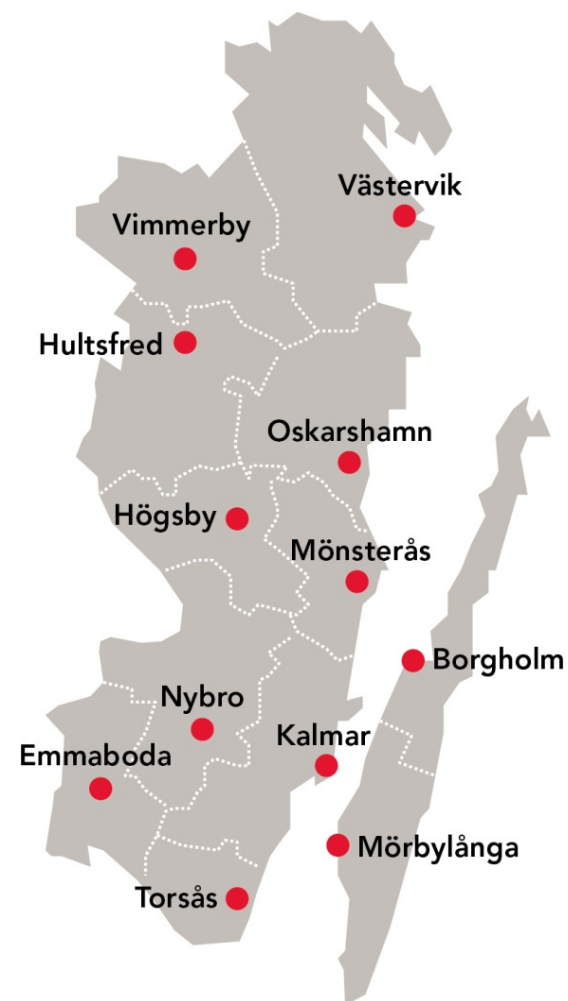 Västervik
Vimmerby
Hultsfred
Oskarshamn
Högsby
Mönsterås
Borgholm
Nybro
Kalmar
Emmaboda
Mörbylånga
Torsås